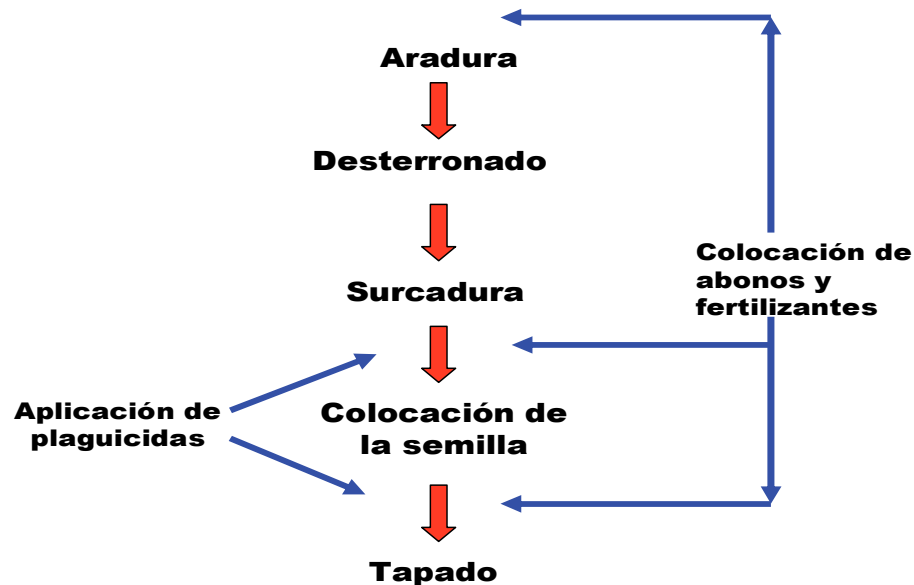 Aradura
Desterronado
Surcadura
Colocación de
abonos y
fertilizantes
Aplicación de
plaguicidas
Colocación de
la semilla
Tapado